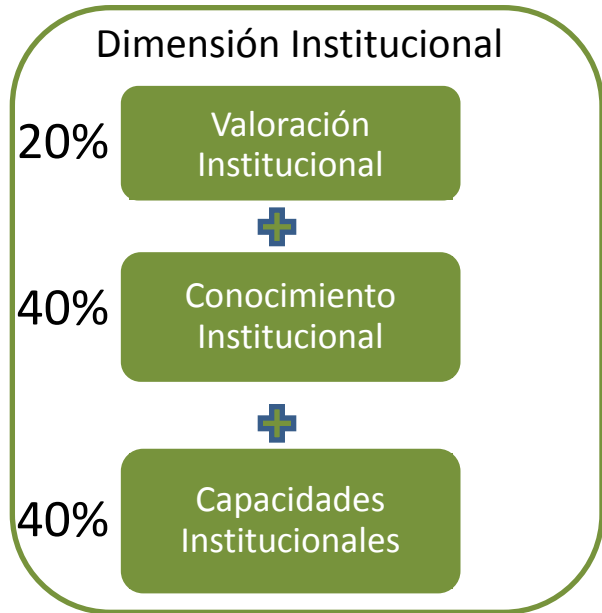 Dimensión Institucional
20%
Valoración
Institucional
40%
Conocimiento
Institucional
40%
Capacidades
Institucionales